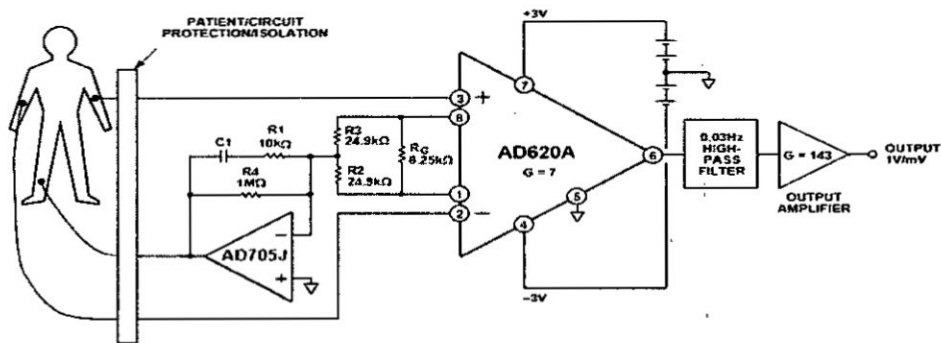 PATIENT/CIRCUIT
PROTECTION/ISOLATION
+3V
C1
R1
10kΩ
R4
1MΩ
R3
24.9kΩ
R2
24.9kΩ
RG
8.25kΩ
3 +
8
1
2 −
7
AD620A
G = 7
6
5
4
−3V
AD705J
−
+
0.03Hz
HIGH-
PASS
FILTER
G = 143
OUTPUT
AMPLIFIER
OUTPUT
1V/mV